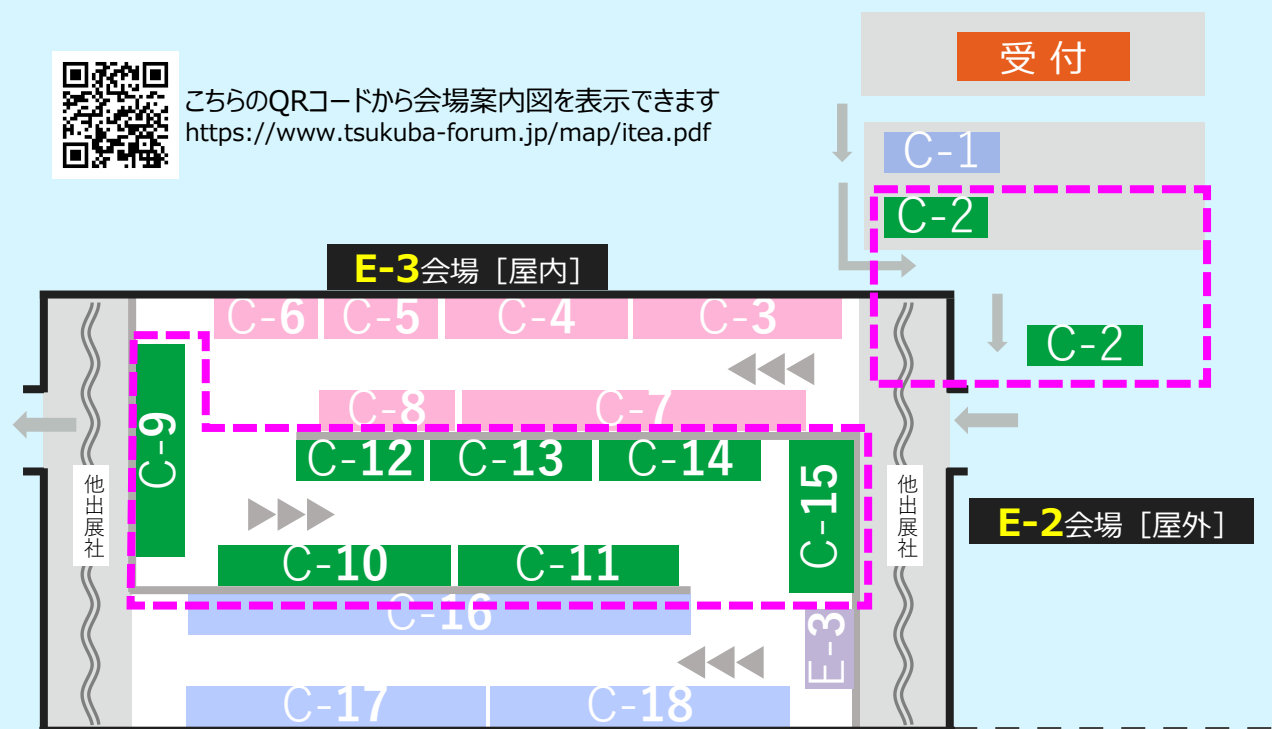 受付
こちらのQRコードから会場案内図を表示できます
https://www.tsukuba-forum.jp/map/itea.pdf
C-1
C-2
E-3会場［屋内］
C-6
C-5
C-4
C-3
C-2
C-8
C-7
C-9
C-12
C-13
C-14
C-15
他出展社
他出展社
E-2会場［屋外］
C-10
C-11
C-16
E-3
C-17
C-18